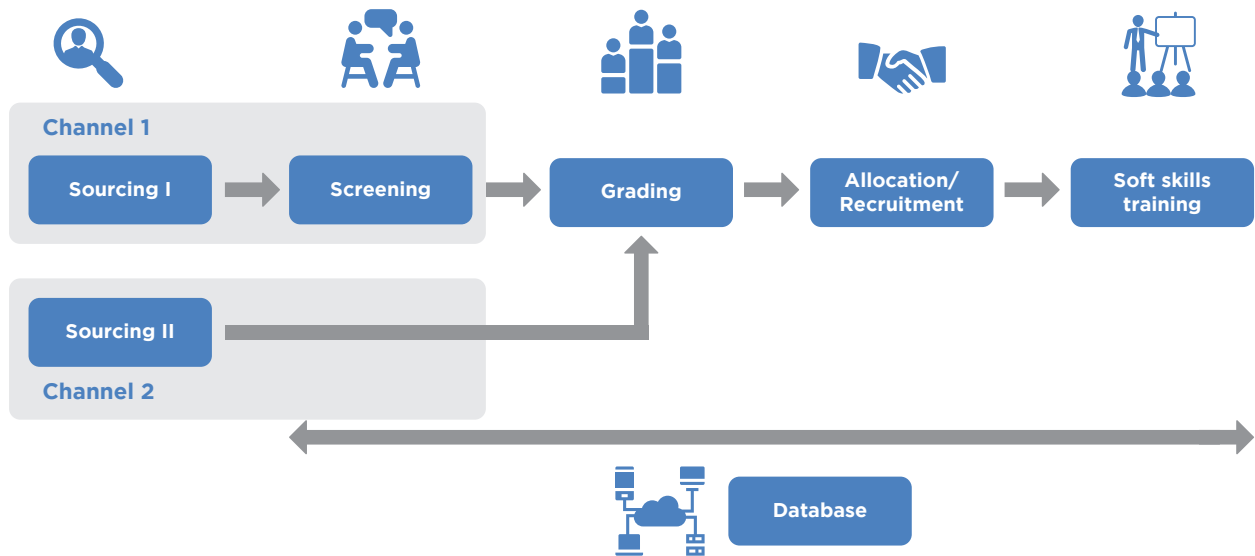 Channel 1
Sourcing I
Screening
Grading
Allocation/
Recruitment
Soft skills
training
Sourcing II
Channel 2
Database